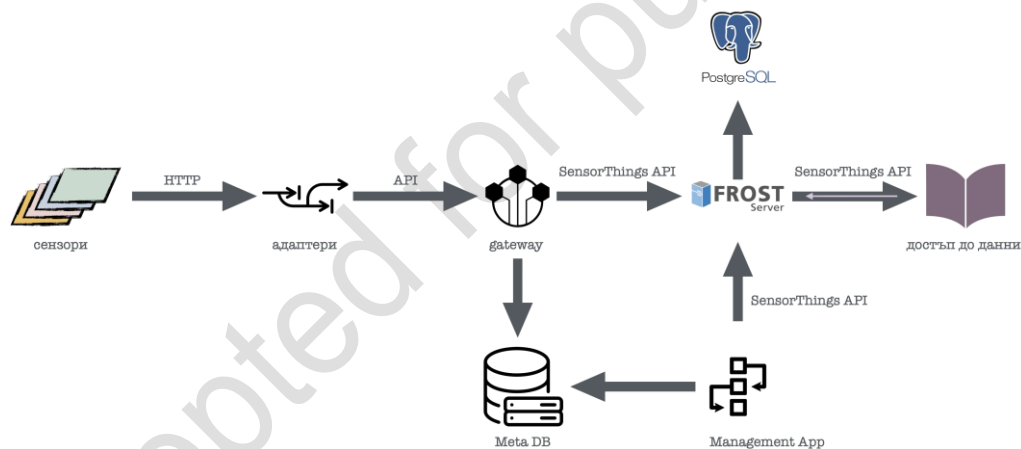 PostgreSQL
HTTP
API
SensorThings API
SensorThings API
FROST
Server
сензори
адаптери
gateway
достъп до данни
SensorThings API
Meta DB
Management App